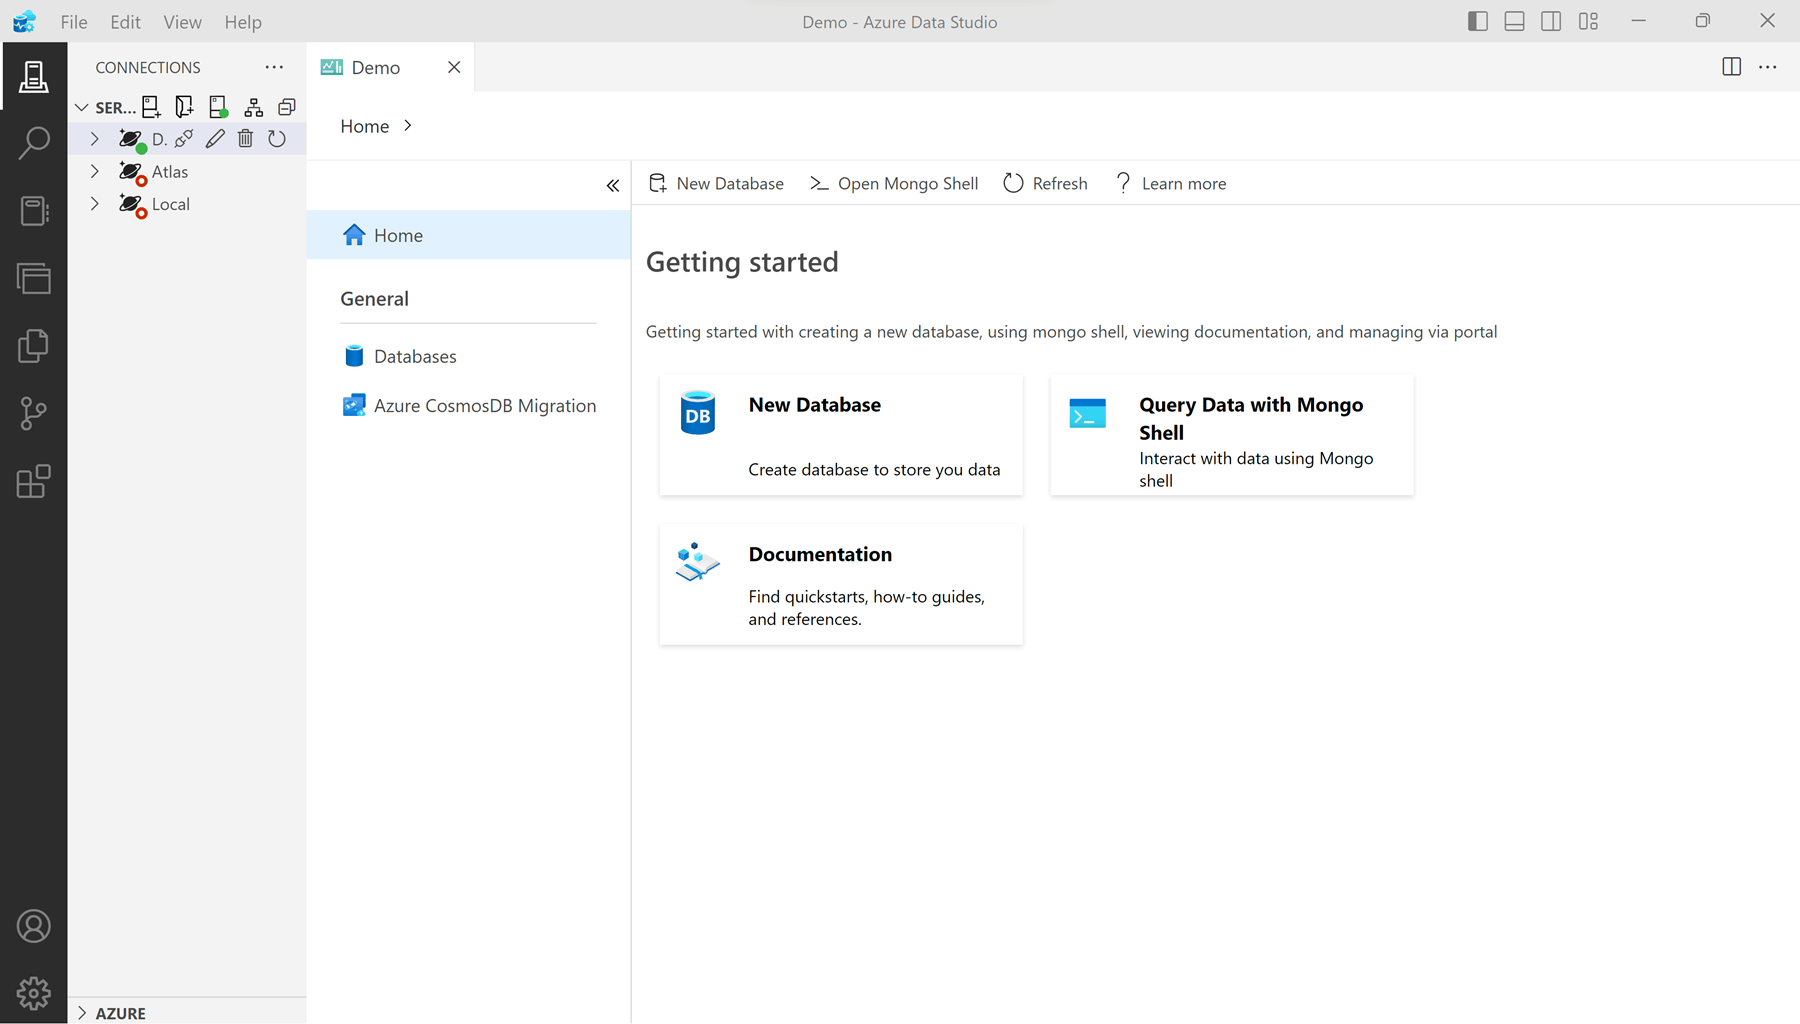 File Edit View Help
Demo - Azure Data Studio
CONNECTIONS
SER...
D.
Atlas
Local
AZURE
Demo
Home
New Database
Open Mongo Shell
Refresh
Learn more
Home
General
Databases
Azure CosmosDB Migration
Getting started
Getting started with creating a new database, using mongo shell, viewing documentation, and managing via portal
DB
New Database
Create database to store you data
Query Data with Mongo
Shell
Interact with data using Mongo
shell
Documentation
Find quickstarts, how-to guides,
and references.